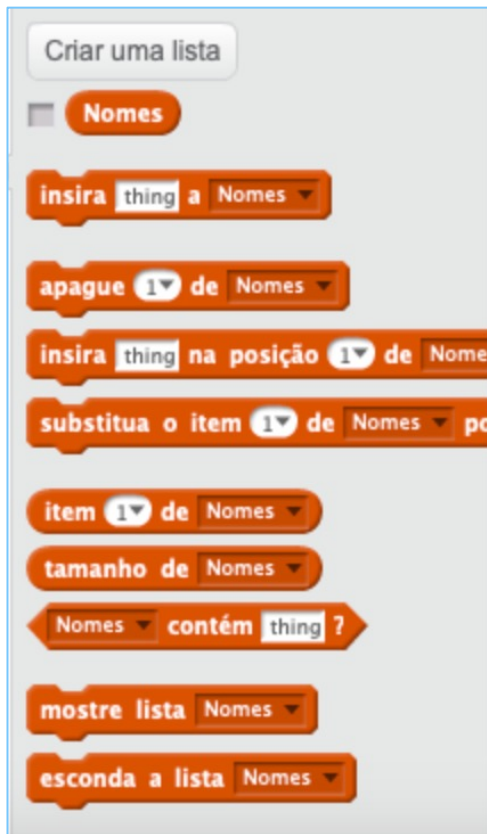 Criar uma lista
Nomes
insira thing a Nomes
apague 1 de Nomes
insira thing na posição 1 de Nome
substitua o item 1 de Nomes po
item 1 de Nomes
tamanho de Nomes
Nomes contém thing ?
mostre lista Nomes
esconda a lista Nomes